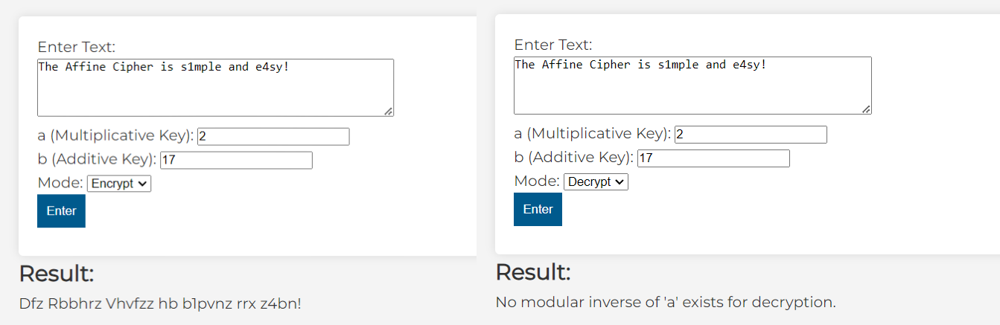 Enter Text:
The Affine Cipher is s1mple and e4sy!
a (Multiplicative Key): 2
b (Additive Key): 17
Mode: Encrypt
Enter
Result:
Dfz Rbbhrz Vhvfzz hb b1pvnz rrx z4bn!
Enter Text:
The Affine Cipher is s1mple and e4sy!
a (Multiplicative Key): 2
b (Additive Key): 17
Mode: Decrypt
Enter
Result:
No modular inverse of 'a' exists for decryption.